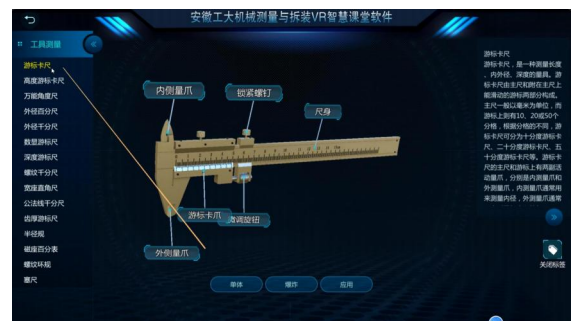 安徽工大机械测量与拆装VR智慧课堂软件
工具测量
游标卡尺
高度游标卡尺
万能角度尺
外径百分尺
外径千分尺
数显游标尺
深度游标尺
螺纹千分尺
宽座直角尺
公法线千分尺
齿厚游标尺
半径规
磁座百分表
螺纹环规
塞尺
内侧量爪
锁紧螺钉
尺身
游标卡爪
微调旋钮
外侧量爪
单体
爆炸
应用
游标卡尺
游标卡尺，是一种测量长度
、内外径、深度的量具。游
标卡尺由主尺和附在主尺上
能滑动的游标两部分构成。
主尺一般以毫米为单位，而
游标上则有10、20或50个
分格，根据分格的不同，游
标卡尺可分为十分度游标卡
尺、二十分度游标卡尺、五
十分度游标卡尺等。游标卡
尺的主尺和游标上有两副活
动量爪，分别是内测量爪和
外测量爪，内测量爪通常用
来测量内径，外测量爪通常
关闭标签